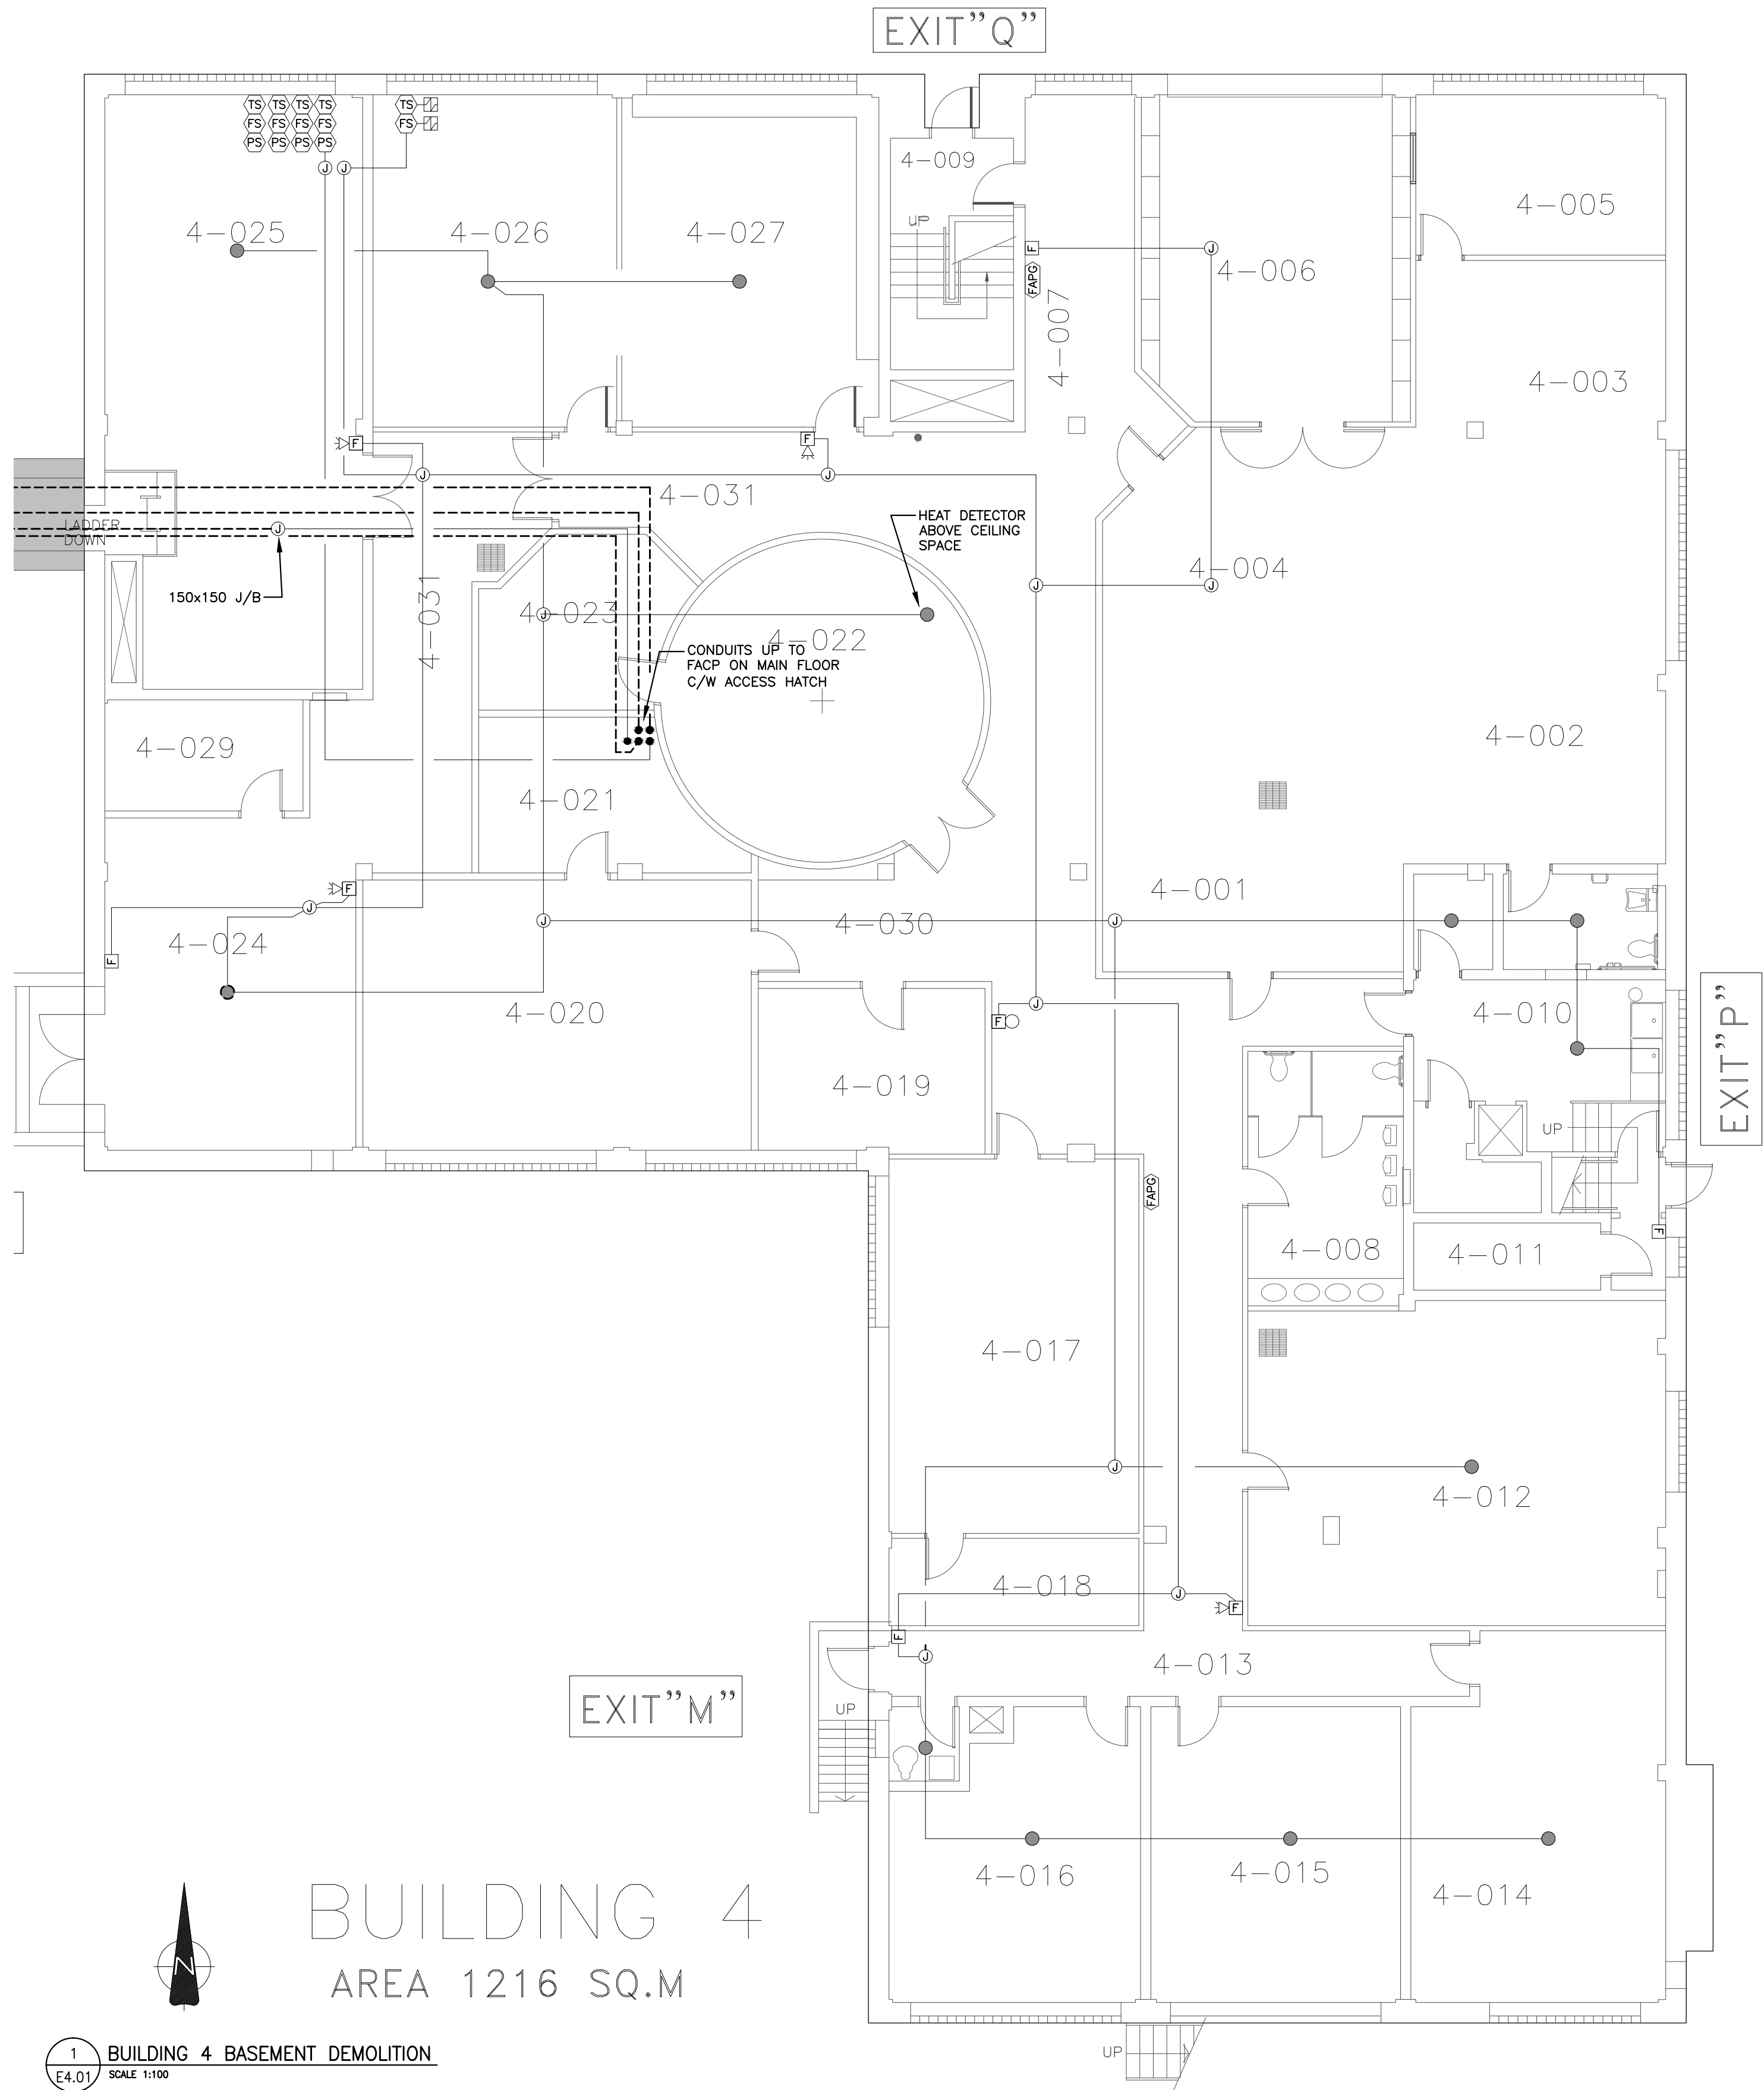 EXIT"Q"
TS TS TS TS TS
FS FS FS FS FS
PS PS PS PS
J J
4-009
UP
4-005
4-025
4-026
4-027
F J
4-006
FAPG
4-007
4-003
F F
J J
4-031
LADDER
DOWN
J
HEAT DETECTOR
ABOVE CEILING
SPACE
4-004
J J
150x150 J/B
4-031
4-023
J
4-022
CONDUITS UP TO
FACP ON MAIN FLOOR
C/W ACCESS HATCH
4-029
4-002
4-021
F
J
4-001
4-024
J
4-030
J
F
4-020
F
J
4-010
EXIT"P"
4-019
UP
FAPG
F
4-008
4-011
4-017
J
4-012
4-018
J
F
F
J
4-013
EXIT"M"
UP
4-016
4-015
4-014
N
BUILDING 4
AREA 1216 SQ.M
1
E4.01
BUILDING 4 BASEMENT DEMOLITION
SCALE 1:100
UP